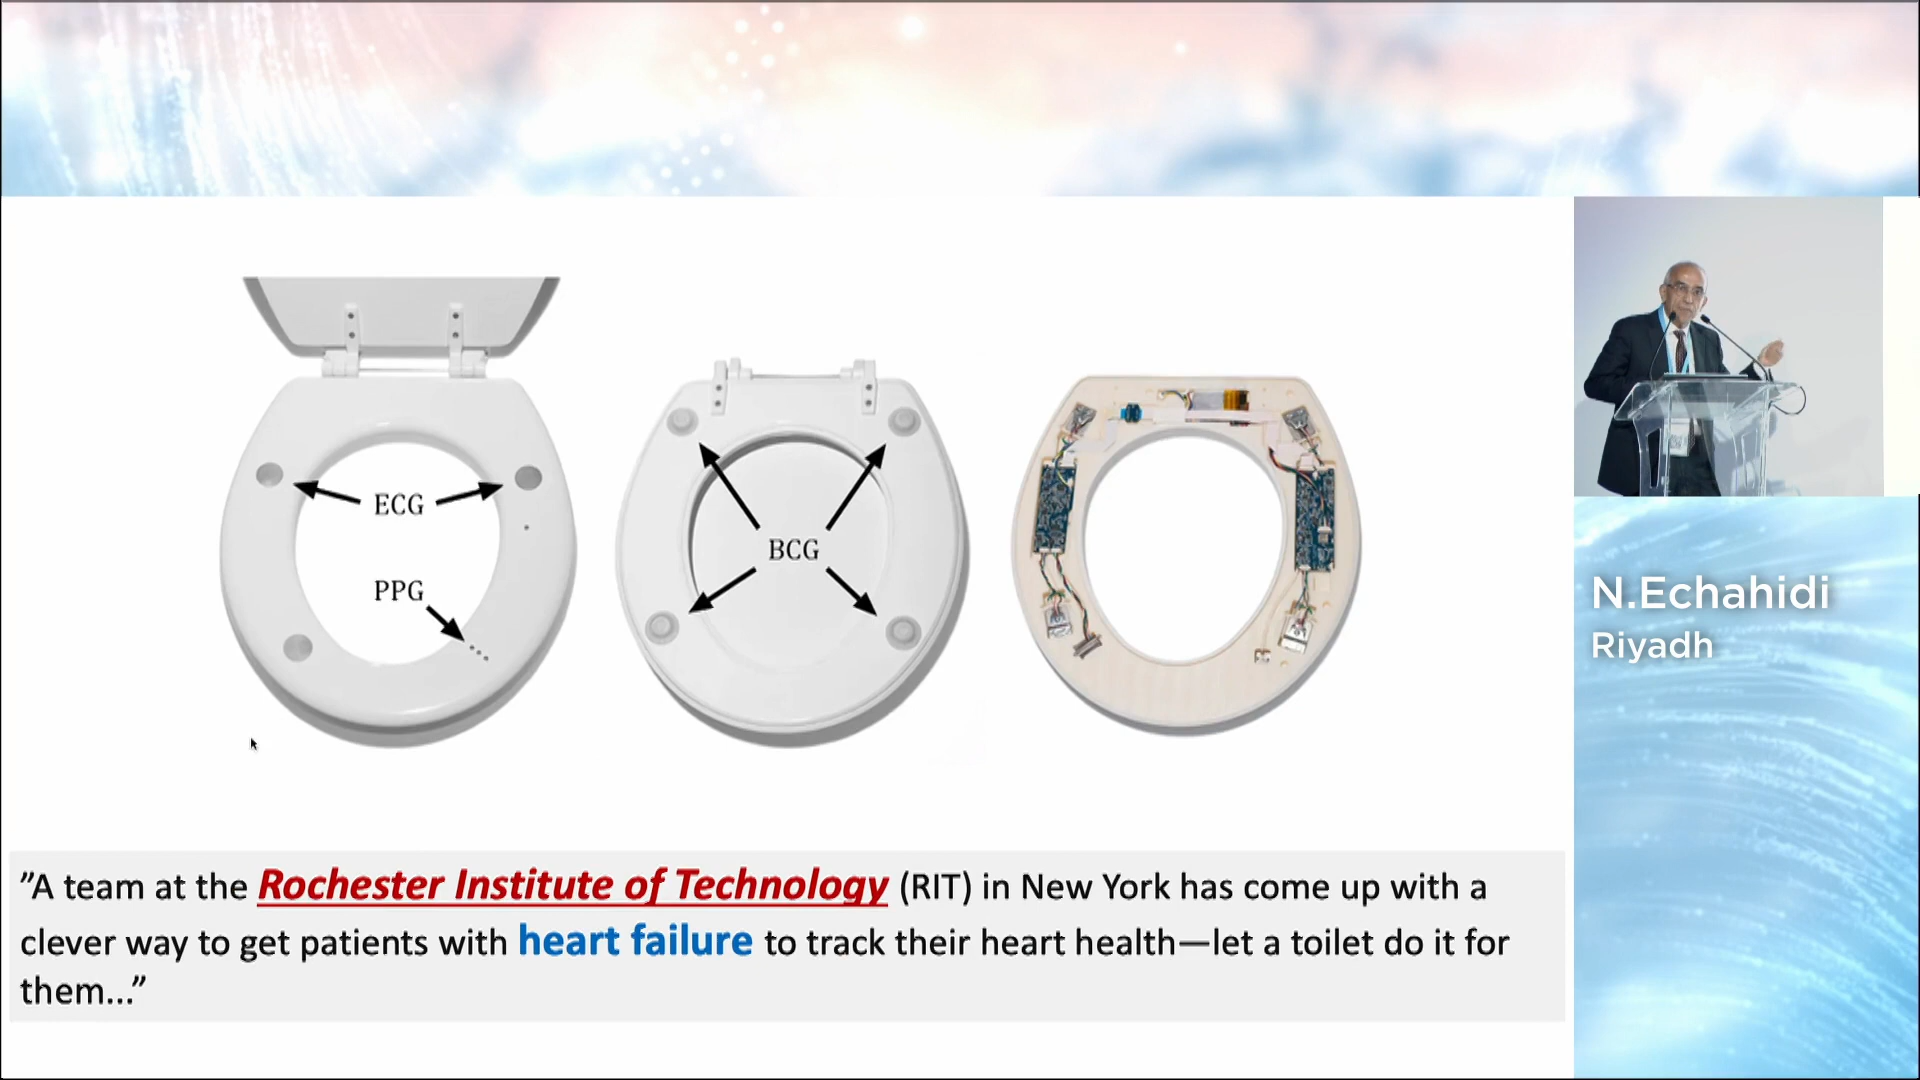 ECG
PPG
BCG
”A team at the Rochester Institute of Technology (RIT) in New York has come up with a
clever way to get patients with heart failure to track their heart health—let a toilet do it for
them...”
N.Echahidi
Riyadh